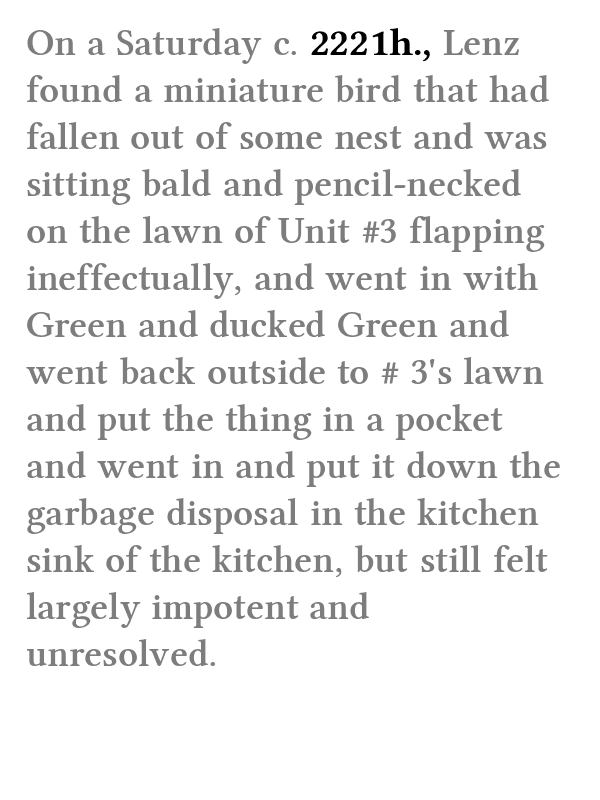 On a Saturday c. 2221h., Lenz
found a miniature bird that had
fallen out of some nest and was
sitting bald and pencil-necked
on the lawn of Unit #3 flapping
ineffectually, and went in with
Green and ducked Green and
went back outside to # 3's lawn
and put the thing in a pocket
and went in and put it down the
garbage disposal in the kitchen
sink of the kitchen, but still felt
largely impotent and
unresolved.